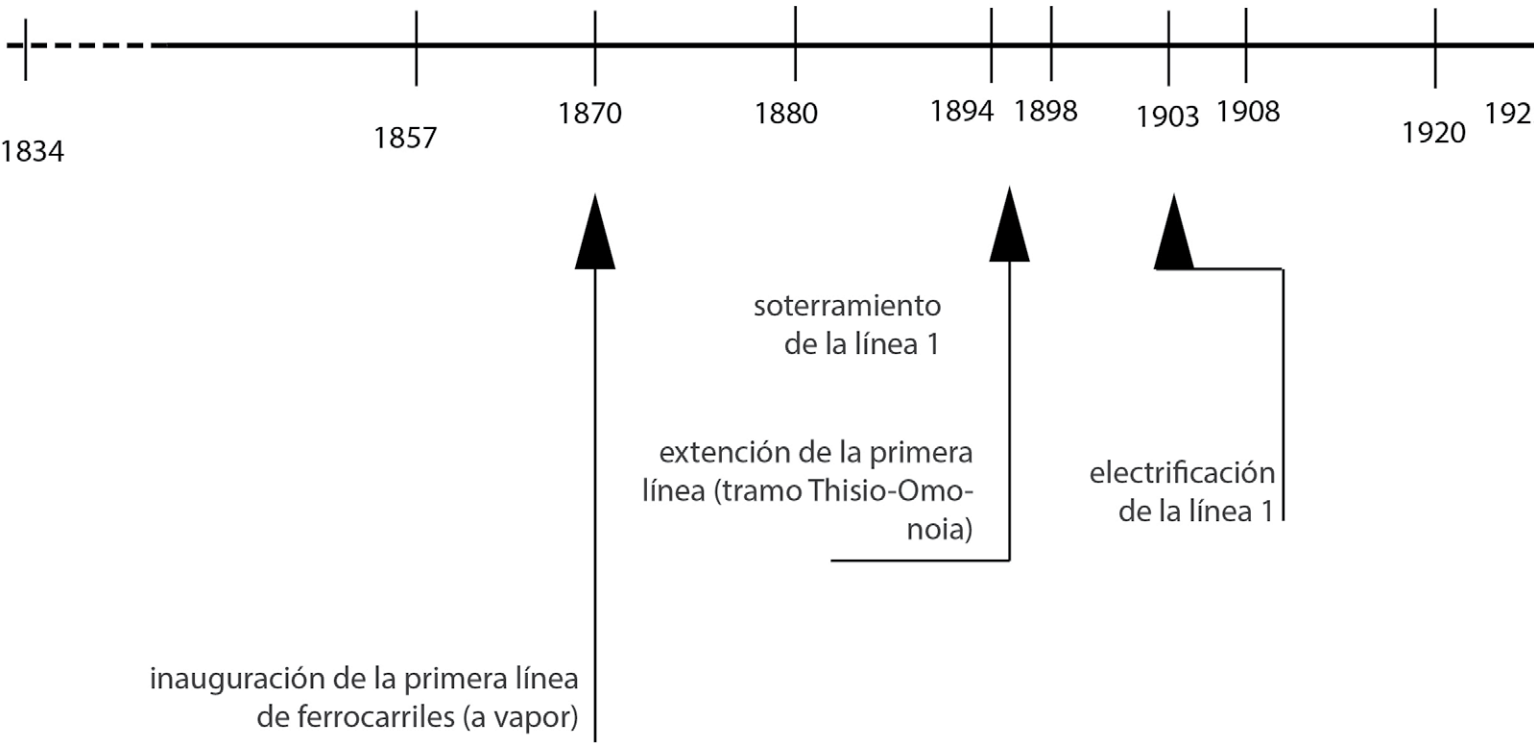 1834
1857
1870
1880
1894
1898
1903
1908
1920
192
soterramiento
de la línea 1
extención de la primera
línea (tramo Thisio-Omo-
noia)
electrificación
de la línea 1
inauguración de la primera línea
de ferrocarriles (a vapor)